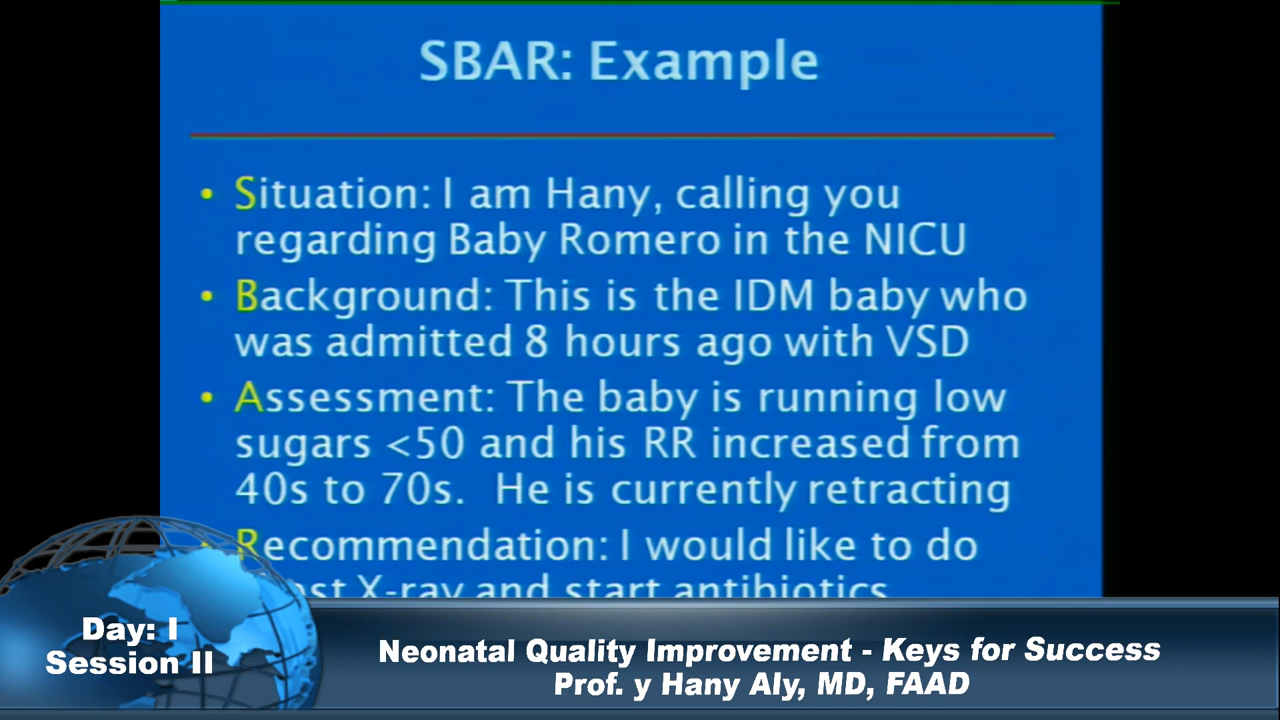 SBAR: Example
• Situation: I am Hany, calling you
regarding Baby Romero in the NICU
• Background: This is the IDM baby who
was admitted 8 hours ago with VSD
• Assessment: The baby is running low
sugars <50 and his RR increased from
40s to 70s. He is currently retracting
• Recommendation: I would like to do
X-ray and start antibiotics
Day: I
Session II
Neonatal Quality Improvement - Keys for Success
Prof. y Hany Aly, MD, FAAD